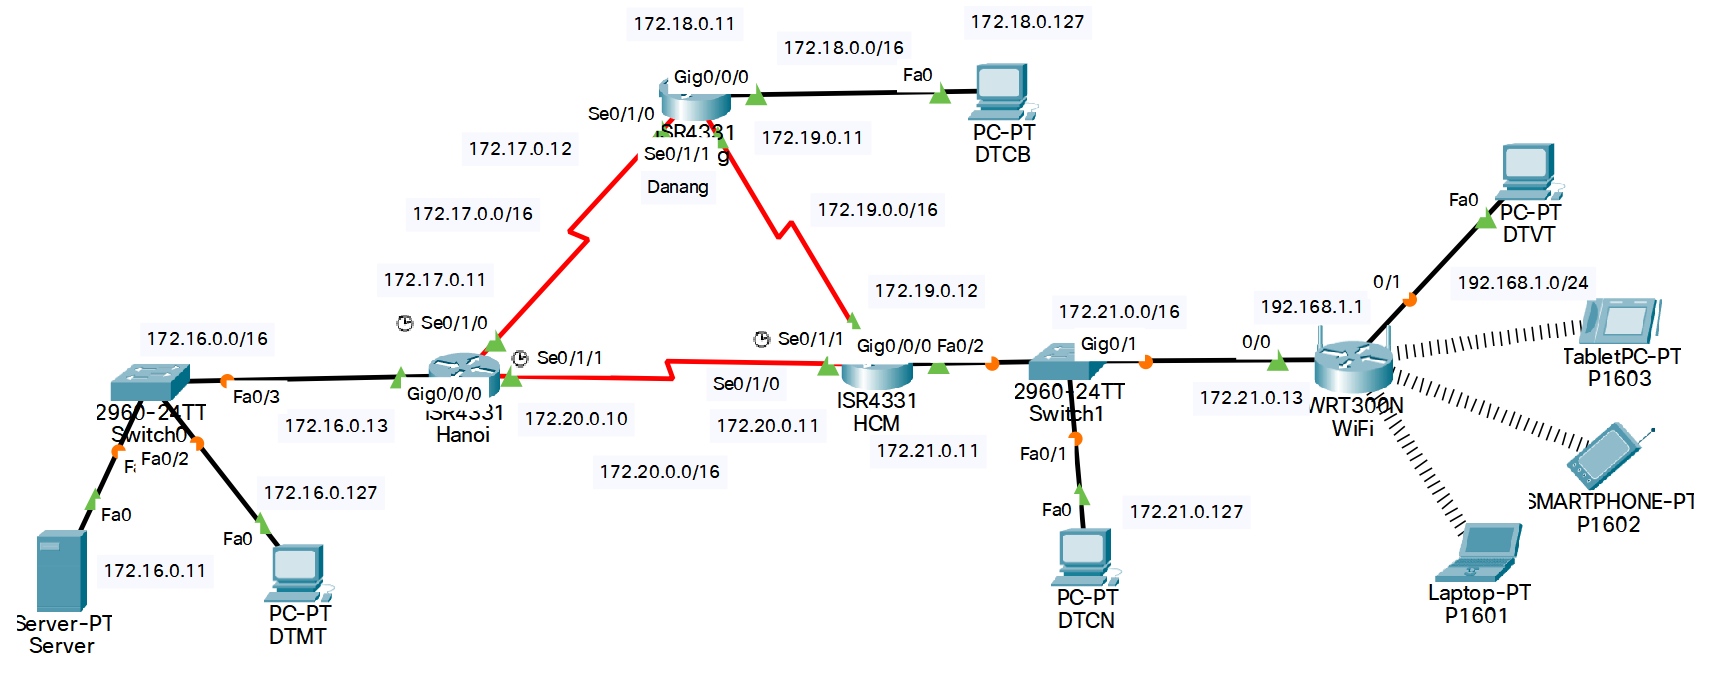 172.18.0.11
172.18.0.127
172.18.0.0/16
Gig0/0/0
Fa0
Se0/1/0
ISR4331
172.19.0.11
PC-PT
DTCB
172.17.0.12
Se0/1/1
g
Danang
PC-PT
DTVT
Fa0
172.17.0.0/16
172.19.0.0/16
172.17.0.11
172.19.0.12
0/1
192.168.1.0/24
172.21.0.0/16
192.168.1.1
Se0/1/0
Se0/1/1
172.16.0.0/16
Se0/1/1
Gig0/0/0
Fa0/2
Gig0/1
0/0
TabletPC-PT
P1603
Fa0/3
Gig0/0/0
ISR4331
Hanoi
Se0/1/0
ISR4331
HCM
2960-24TT
Switch1
172.21.0.13
WRT300N
WiFi
2960-24TT
Switch0
172.16.0.13
172.20.0.10
172.20.0.11
172.21.0.11
Fa0/1
Fa0/2
172.20.0.0/16
172.16.0.127
Fa0
Fa0
Fa0
172.21.0.127
SMARTPHONE-PT
P1602
172.16.0.11
Server-PT
Server
PC-PT
DTMT
PC-PT
DTCN
Laptop-PT
P1601